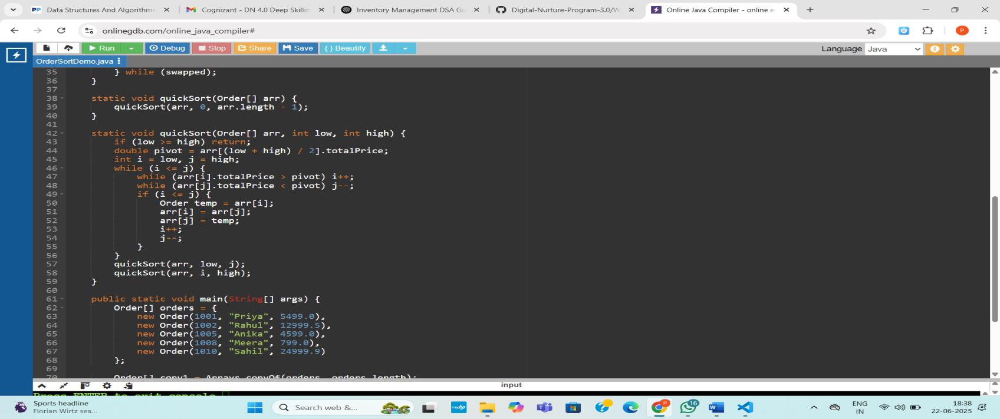 Data Structures And Algorithms
Cognizant - DN 4.0 Deep Skillin
Inventory Management DSA Gu
Digital-Nurture-Program-3.0/W
Online Java Compiler - online e
onlinegdb.com/online_java_compiler#
P
Run
Debug
Stop
Share
Save
{ } Beautify
Language Java
OrderSortDemo.java
35 } while (swapped);
36 }
37
38 static void quickSort(Order[] arr) {
39 quickSort(arr, 0, arr.length - 1);
40 }
41
42 static void quickSort(Order[] arr, int low, int high) {
43 if (low >= high) return;
44 double pivot = arr[(low + high) / 2].totalPrice;
45 int i = low, j = high;
46 while (i <= j) {
47 while (arr[i].totalPrice > pivot) i++;
48 while (arr[j].totalPrice < pivot) j--;
49 if (i <= j) {
50 Order temp = arr[i];
51 arr[i] = arr[j];
52 arr[j] = temp;
53 i++;
54 j--;
55 }
56 }
57 quickSort(arr, low, j);
58 quickSort(arr, i, high);
59 }
60
61 public static void main(String[] args) {
62 Order[] orders = {
63 new Order(1001, "Priya", 5499.0),
64 new Order(1002, "Rahul", 12999.5),
65 new Order(1005, "Anika", 4599.0),
66 new Order(1008, "Meera", 799.0),
67 new Order(1010, "Sahil", 24999.9)
68 };
69
70 Order[] copy1 = Arrays.copyOf(orders, orders.length);
input
Press ENTER to exit console.
Sports headline
Florian Wirtz sea...
Search web &...
myhp
16
ENG
IN
18:38
22-06-2025